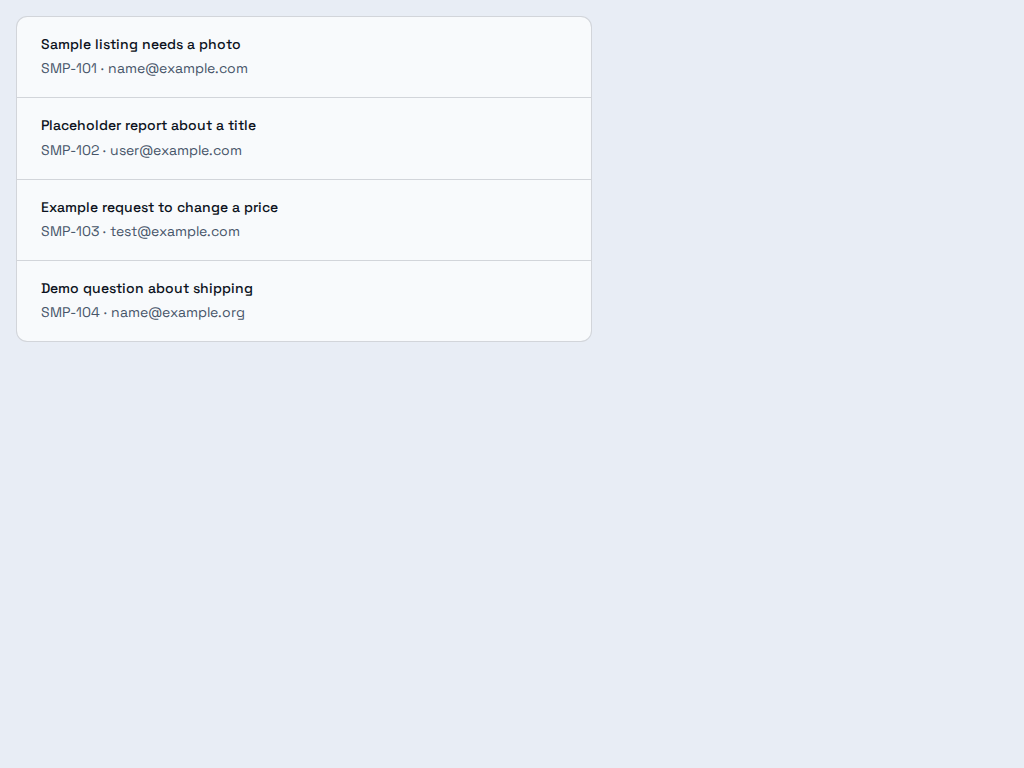 Sample listing needs a photo
SMP-101 · name@example.com
Placeholder report about a title
SMP-102 · user@example.com
Example request to change a price
SMP-103 · test@example.com
Demo question about shipping
SMP-104 · name@example.org